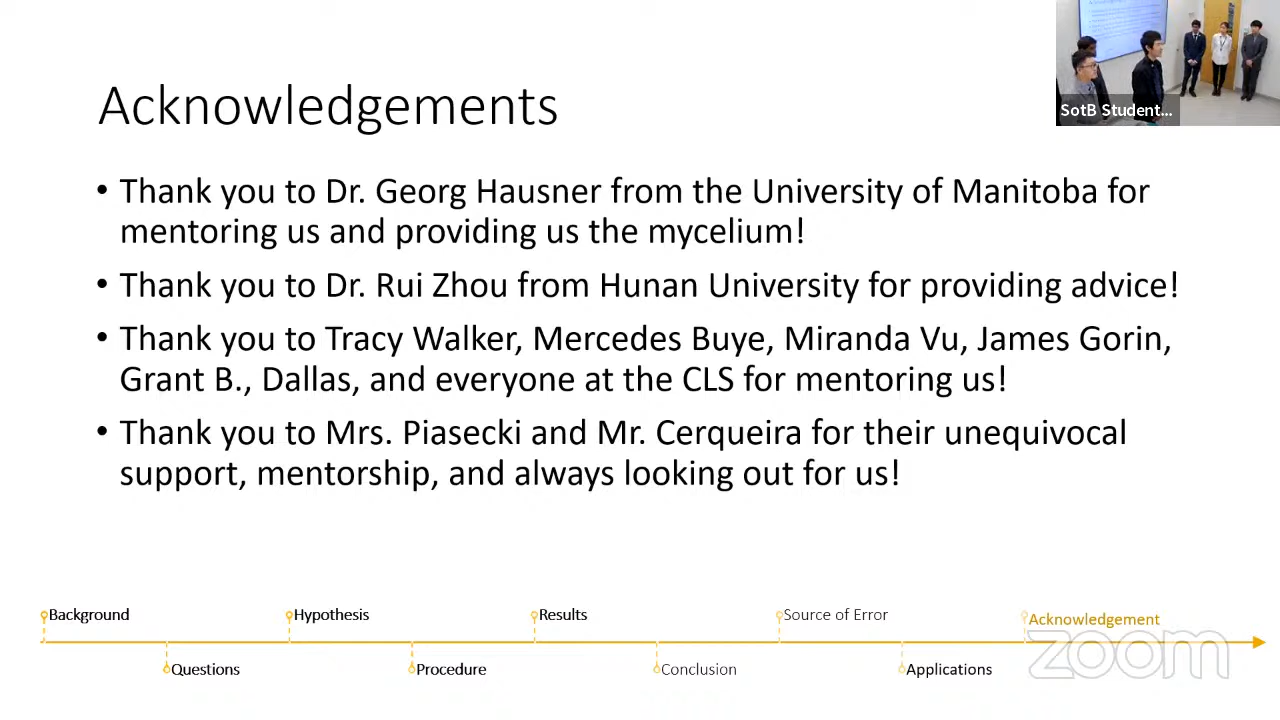 Acknowledgements
SotB Student...
• Thank you to Dr. Georg Hausner from the University of Manitoba for
mentoring us and providing us the mycelium!
• Thank you to Dr. Rui Zhou from Hunan University for providing advice!
• Thank you to Tracy Walker, Mercedes Buye, Miranda Vu, James Gorin,
Grant B., Dallas, and everyone at the CLS for mentoring us!
• Thank you to Mrs. Piasecki and Mr. Cerqueira for their unequivocal
support, mentorship, and always looking out for us!
Background
Hypothesis
Results
Source of Error
Acknowledgement
Questions
Procedure
Conclusion
Applications
zoom